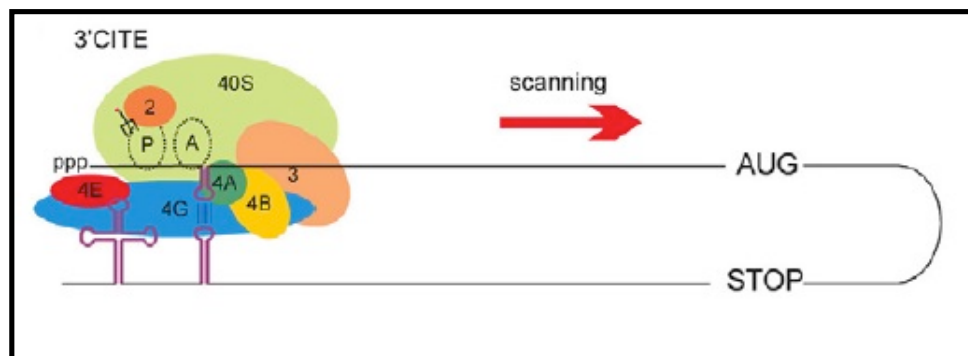 3'CITE
40S
scanning
2
P
A
ppp
3
AUG
4E
4G
4A
4B
STOP